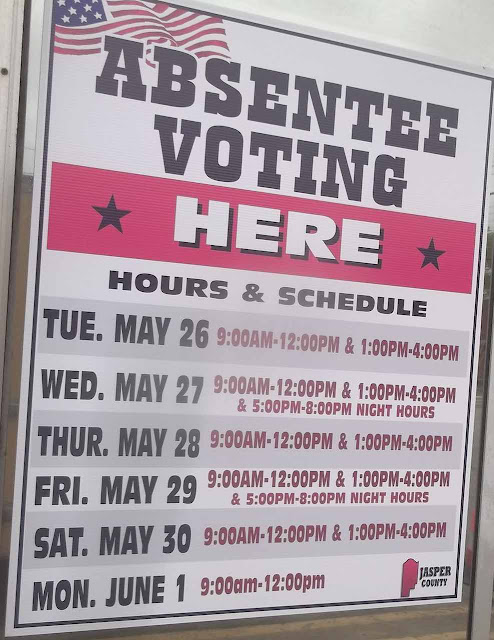 ABSENTEE
VOTING
HERE
HOURS & SCHEDULE
TUE. MAY 26 9:00AM-12:00PM & 1:00PM-4:00PM
WED. MAY 27 9:00AM-12:00PM & 1:00PM-4:00PM
& 5:00PM-8:00PM NIGHT HOURS
THUR. MAY 28 9:00AM-12:00PM & 1:00PM-4:00PM
FRI. MAY 29 9:00AM-12:00PM & 1:00PM-4:00PM
& 5:00PM-8:00PM NIGHT HOURS
SAT. MAY 30 9:00AM-12:00PM & 1:00PM-4:00PM
MON. JUNE 1 9:00am-12:00pm
JASPER
COUNTY